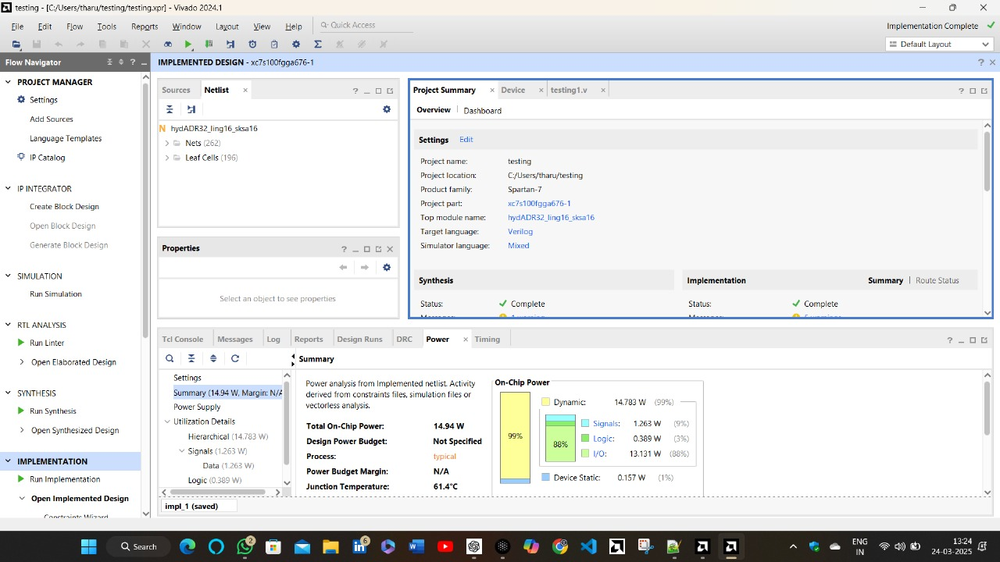 testing - [C:/Users/tharu/testing/testing.xpr] - Vivado 2024.1
File Edit Flow Tools Reports Window Layout View Help
Quick Access
Implementation Complete
Default Layout
Flow Navigator
PROJECT MANAGER
Settings
Add Sources
Language Templates
IP Catalog
IP INTEGRATOR
Create Block Design
Open Block Design
Generate Block Design
SIMULATION
Run Simulation
RTL ANALYSIS
Run Linter
Open Elaborated Design
SYNTHESIS
Run Synthesis
Open Synthesized Design
IMPLEMENTATION
Run Implementation
Open Implemented Design
Constraints Wizard
IMPLEMENTED DESIGN - xc7s100fgga676-1
Sources Netlist
hydADR32_ling16_sksa16
Nets (262)
Leaf Cells (196)
Properties
Select an object to see properties
Project Summary Device testing1.v
Overview Dashboard
Settings Edit
Project name: testing
Project location: C:/Users/tharu/testing
Product family: Spartan-7
Project part: xc7s100fgga676-1
Top module name: hydADR32_ling16_sksa16
Target language: Verilog
Simulator language: Mixed
Synthesis
Status: Complete
Implementation Summary | Route Status
Status: Complete
Tcl Console Messages Log Reports Design Runs DRC Power Timing
Summary
Settings
Summary (14.94 W, Margin: N/A
Power Supply
Utilization Details
Hierarchical (14.783 W)
Signals (1.263 W)
Data (1.263 W)
Logic (0.389 W)
Power analysis from Implemented netlist. Activity
derived from constraints files, simulation files or
vectorless analysis.
Total On-Chip Power: 14.94 W
Design Power Budget: Not Specified
Process: typical
Power Budget Margin: N/A
Junction Temperature: 61.4°C
On-Chip Power
99%
Dynamic: 14.783 W (99%)
88%
Signals: 1.263 W (9%)
Logic: 0.389 W (3%)
I/O: 13.131 W (88%)
Device Static: 0.157 W (1%)
impl_1 (saved)
Search
2
6
ENG
IN
13:24
24-03-2025